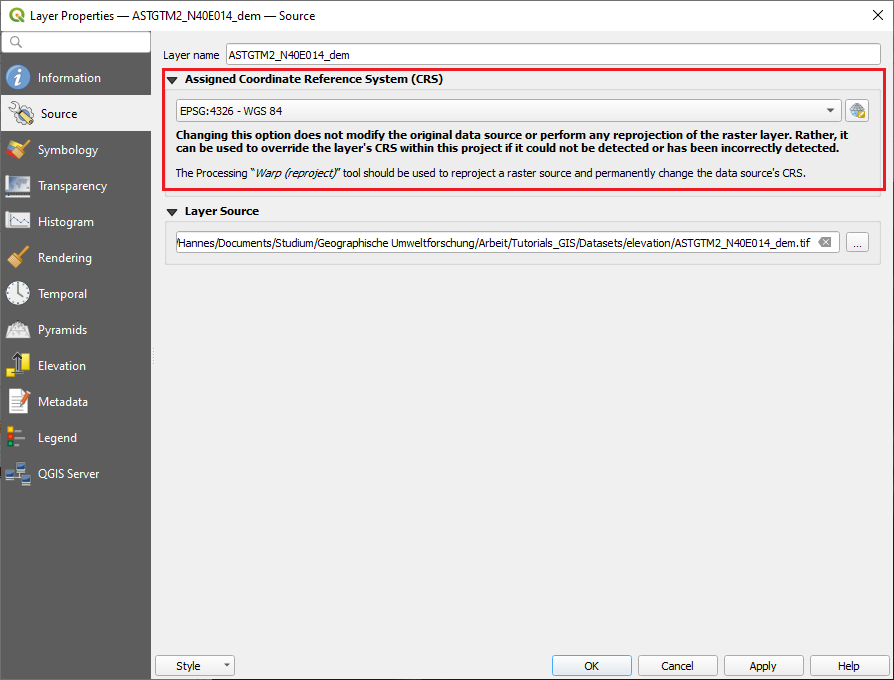 Layer Properties — ASTGTM2_N40E014_dem — Source
Layer name ASTGTM2_N40E014_dem
Information
Source
Symbology
Transparency
Histogram
Rendering
Temporal
Pyramids
Elevation
Metadata
Legend
QGIS Server
Assigned Coordinate Reference System (CRS)
EPSG:4326 - WGS 84
Changing this option does not modify the original data source or perform any reprojection of the raster layer. Rather, it
can be used to override the layer's CRS within this project if it could not be detected or has been incorrectly detected.
The Processing “Warp (reproject)” tool should be used to reproject a raster source and permanently change the data source's CRS.
Layer Source
/Hannes/Documents/Studium/Geographische Umweltforschung/Arbeit/Tutorials_GIS/Datasets/elevation/ASTGTM2_N40E014_dem.tif ...
Style OK Cancel Apply Help